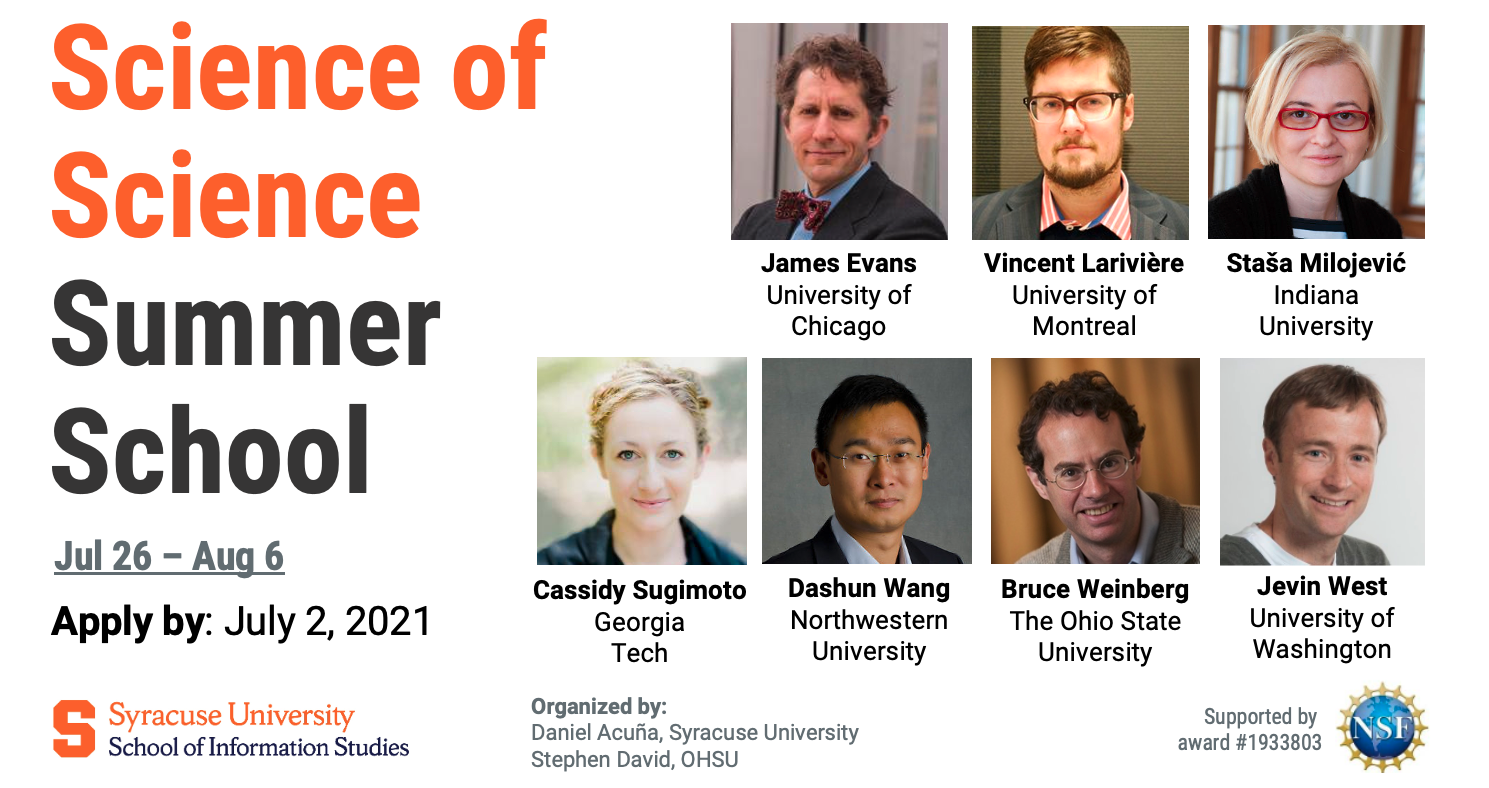 Science of
Science
Summer
School
Jul 26 – Aug 6
Apply by: July 2, 2021
Syracuse University
School of Information Studies
James Evans
University of
Chicago
Vincent Larivière
University of
Montreal
Staša Milojević
Indiana
University
Cassidy Sugimoto
Georgia
Tech
Dashun Wang
Northwestern
University
Bruce Weinberg
The Ohio State
University
Jevin West
University of
Washington
Organized by:
Daniel Acuña, Syracuse University
Stephen David, OHSU
Supported by
award #1933803
NSF